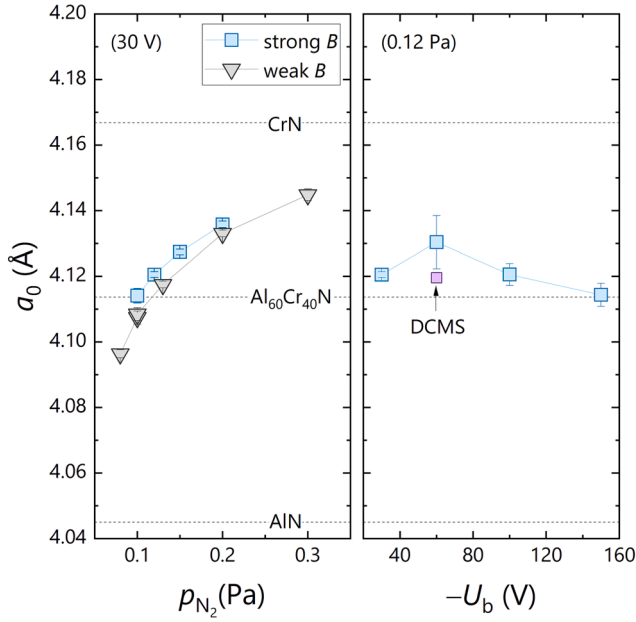 4.20
4.18
4.16
4.14
4.12
4.10
4.08
4.06
4.04
a₀ (Å)
(30 V)
strong B
weak B
CrN
Al₆₀Cr₄₀N
AlN
0.1 0.2 0.3
p_N₂(Pa)
(0.12 Pa)
DCMS
40 80 120 160
−U_b (V)